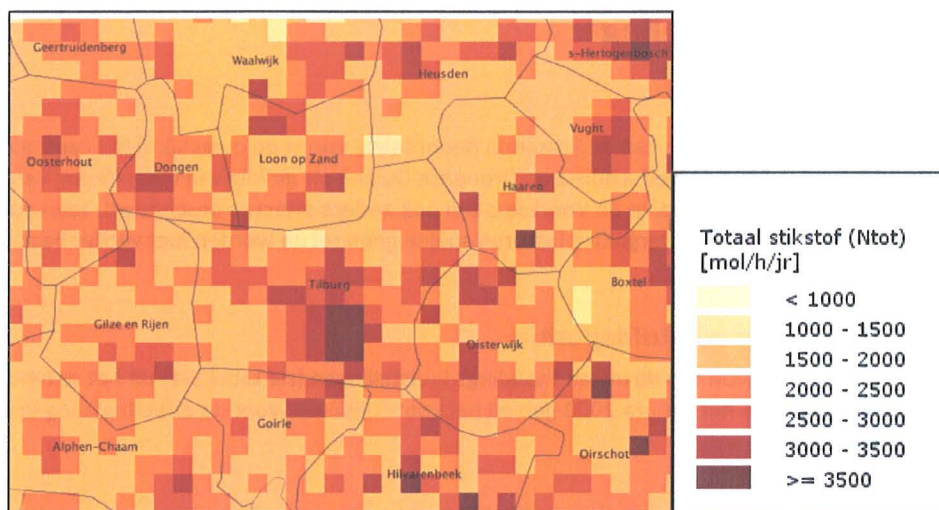 Geertruidenberg
Waalwijk
s-Hertogenbosch
Heusden
Vught
Oosterhout
Dongen
Loon op Zand
Haaren
Tilburg
Boxtel
Gilze en Rijen
Oisterwijk
Goirle
Alphen-Chaam
Oirschot
Hilvarenbeek
Totaal stikstof (Ntot)
[mol/h/jr]
< 1000
1000 - 1500
1500 - 2000
2000 - 2500
2500 - 3000
3000 - 3500
>= 3500